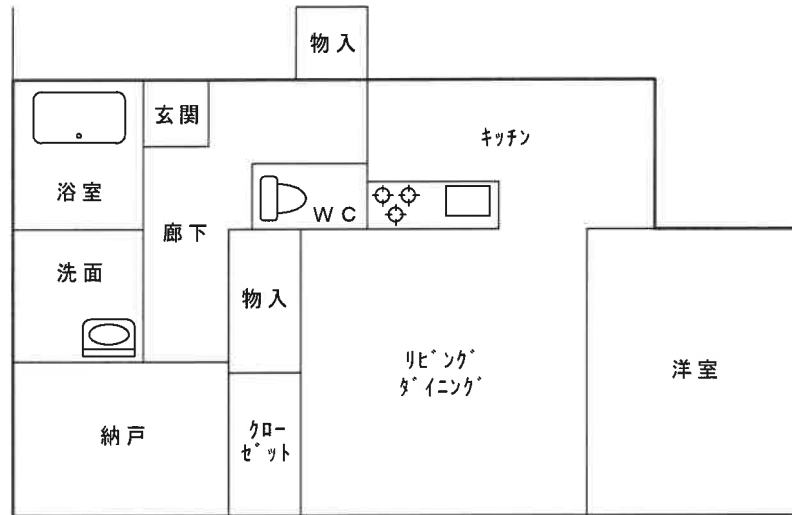 物入
玄関
キッチン
浴室
WC
廊下
洗面
物入
リビング
ダイニング
洋室
納戸
クロー
ゼット